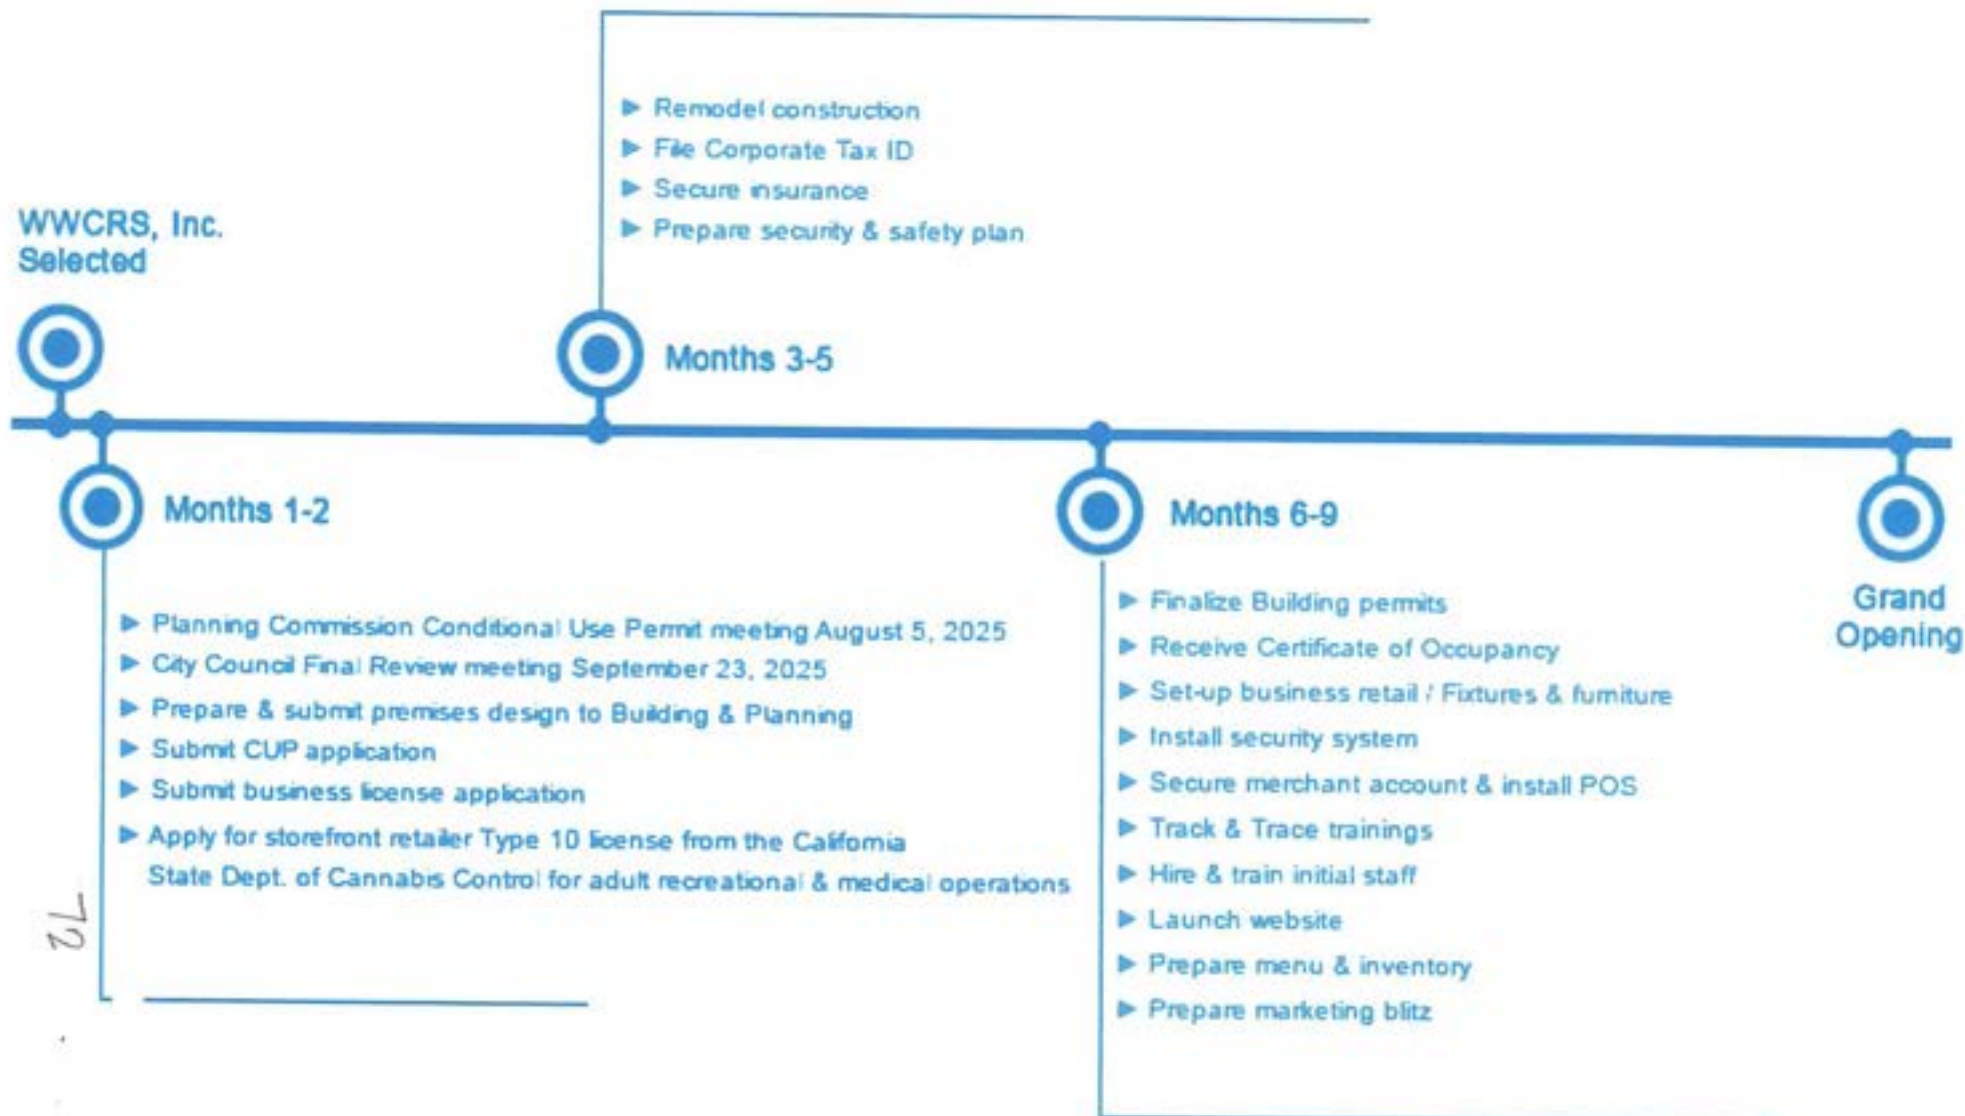 WWCRS, Inc.
Selected
Months 1-2
► Planning Commission Conditional Use Permit meeting August 5, 2025
► City Council Final Review meeting September 23, 2025
► Prepare & submit premises design to Building & Planning
► Submit CUP application
► Submit business license application
► Apply for storefront retailer Type 10 license from the California
State Dept. of Cannabis Control for adult recreational & medical operations
► Remodel construction
► File Corporate Tax ID
► Secure insurance
► Prepare security & safety plan
Months 3-5
Months 6-9
► Finalize Building permits
► Receive Certificate of Occupancy
► Set-up business retail / Fixtures & furniture
► Install security system
► Secure merchant account & install POS
► Track & Trace trainings
► Hire & train initial staff
► Launch website
► Prepare menu & inventory
► Prepare marketing blitz
Grand
Opening
72